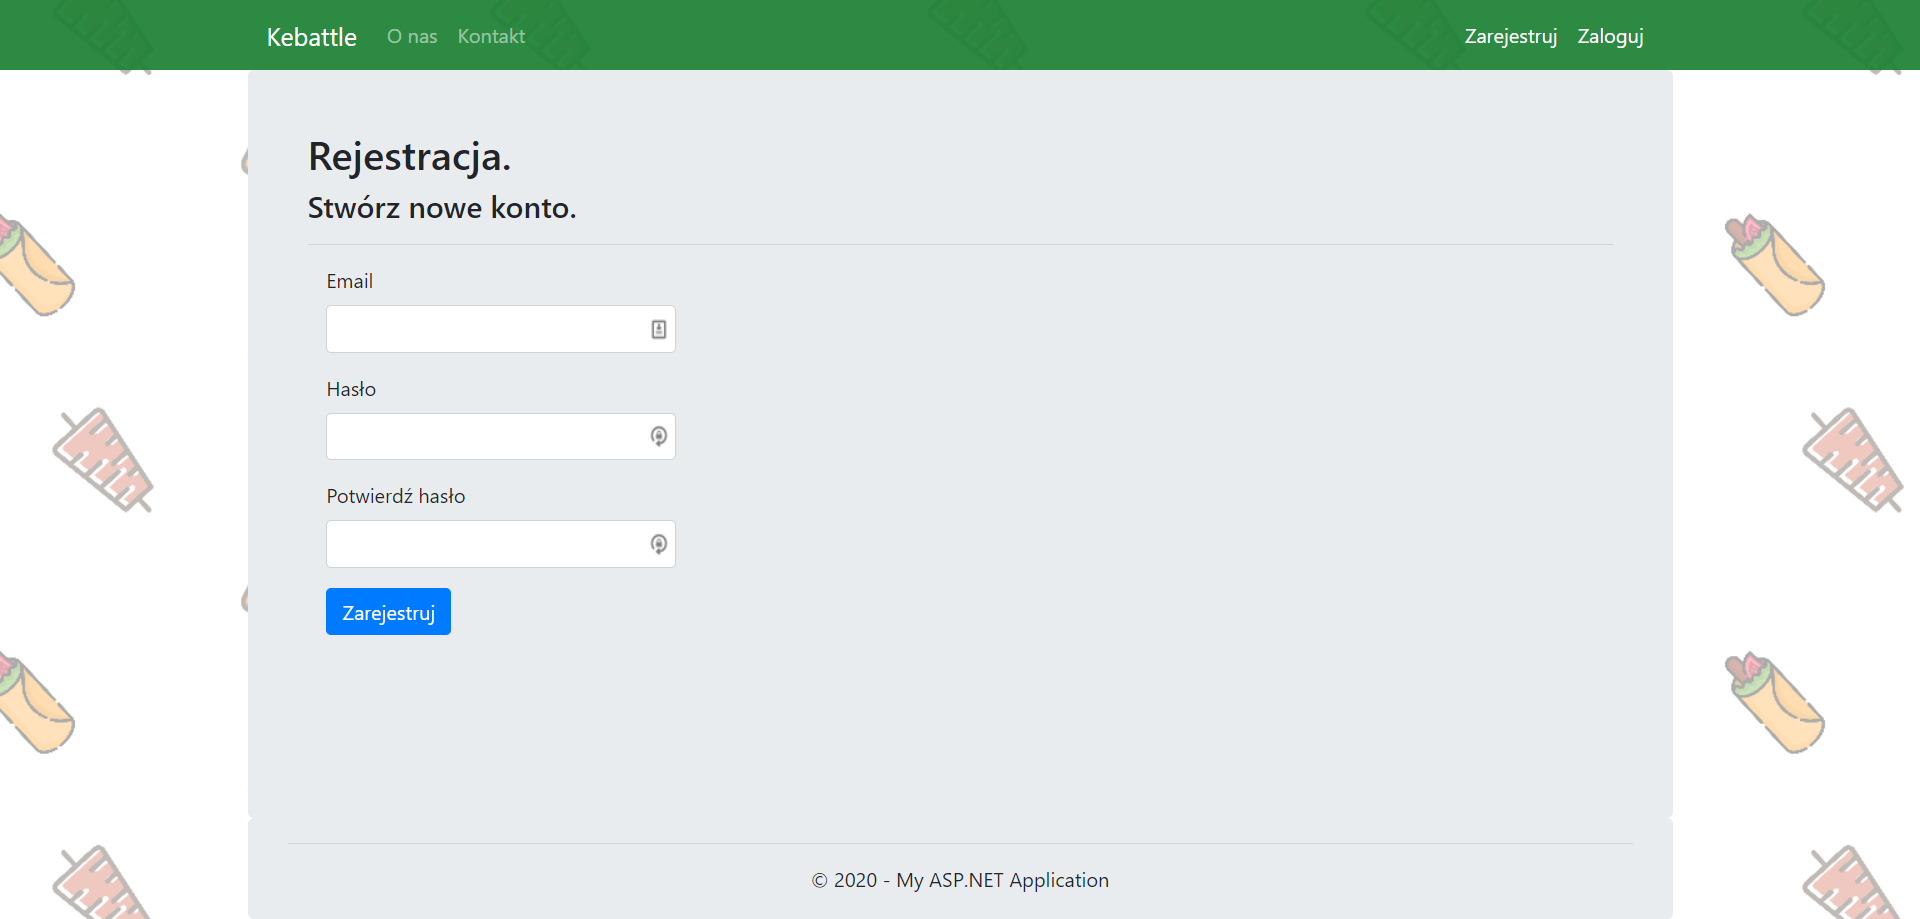 Kebattle O nas Kontakt Zarejestruj Zaloguj
Rejestracja.
Stwórz nowe konto.
Email
Hasło
Potwierdź hasło
Zarejestruj
© 2020 - My ASP.NET Application